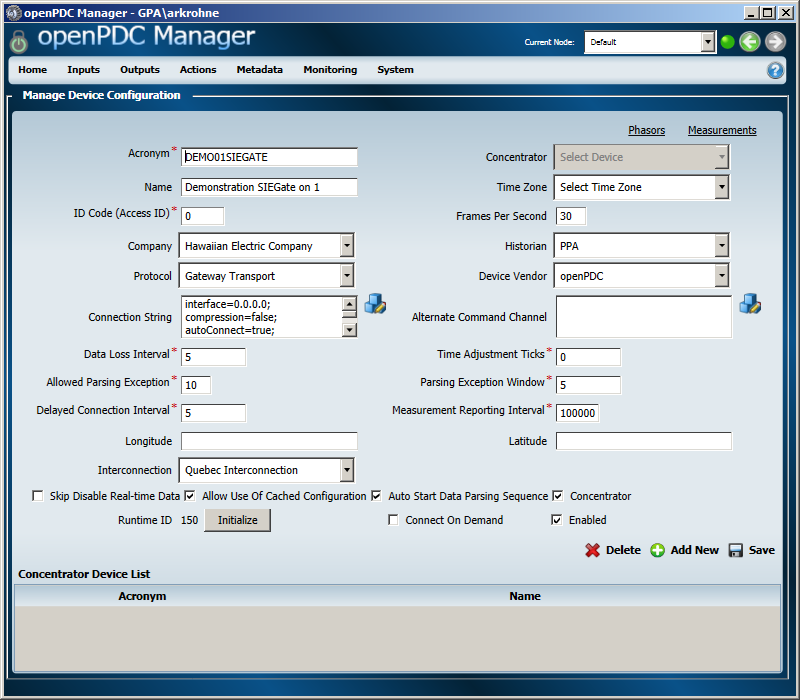 openPDC Manager - GPA\arkrohne
openPDC Manager
Current Node: Default
Home Inputs Outputs Actions Metadata Monitoring System
Manage Device Configuration
Phasors Measurements
Acronym * DEMO01SIEGATE Concentrator Select Device
Name Demonstration SIEGate on 1 Time Zone Select Time Zone
ID Code (Access ID) * 0 Frames Per Second 30
Company Hawaiian Electric Company Historian PPA
Protocol Gateway Transport Device Vendor openPDC
Connection String interface=0.0.0.0; Alternate Command Channel
compression=false;
autoConnect=true;
Data Loss Interval * 5 Time Adjustment Ticks * 0
Allowed Parsing Exception * 10 Parsing Exception Window * 5
Delayed Connection Interval * 5 Measurement Reporting Interval * 100000
Longitude Latitude
Interconnection Quebec Interconnection
Skip Disable Real-time Data Allow Use Of Cached Configuration Auto Start Data Parsing Sequence Concentrator
Runtime ID 150 Initialize Connect On Demand Enabled
Delete Add New Save
Concentrator Device List
Acronym Name